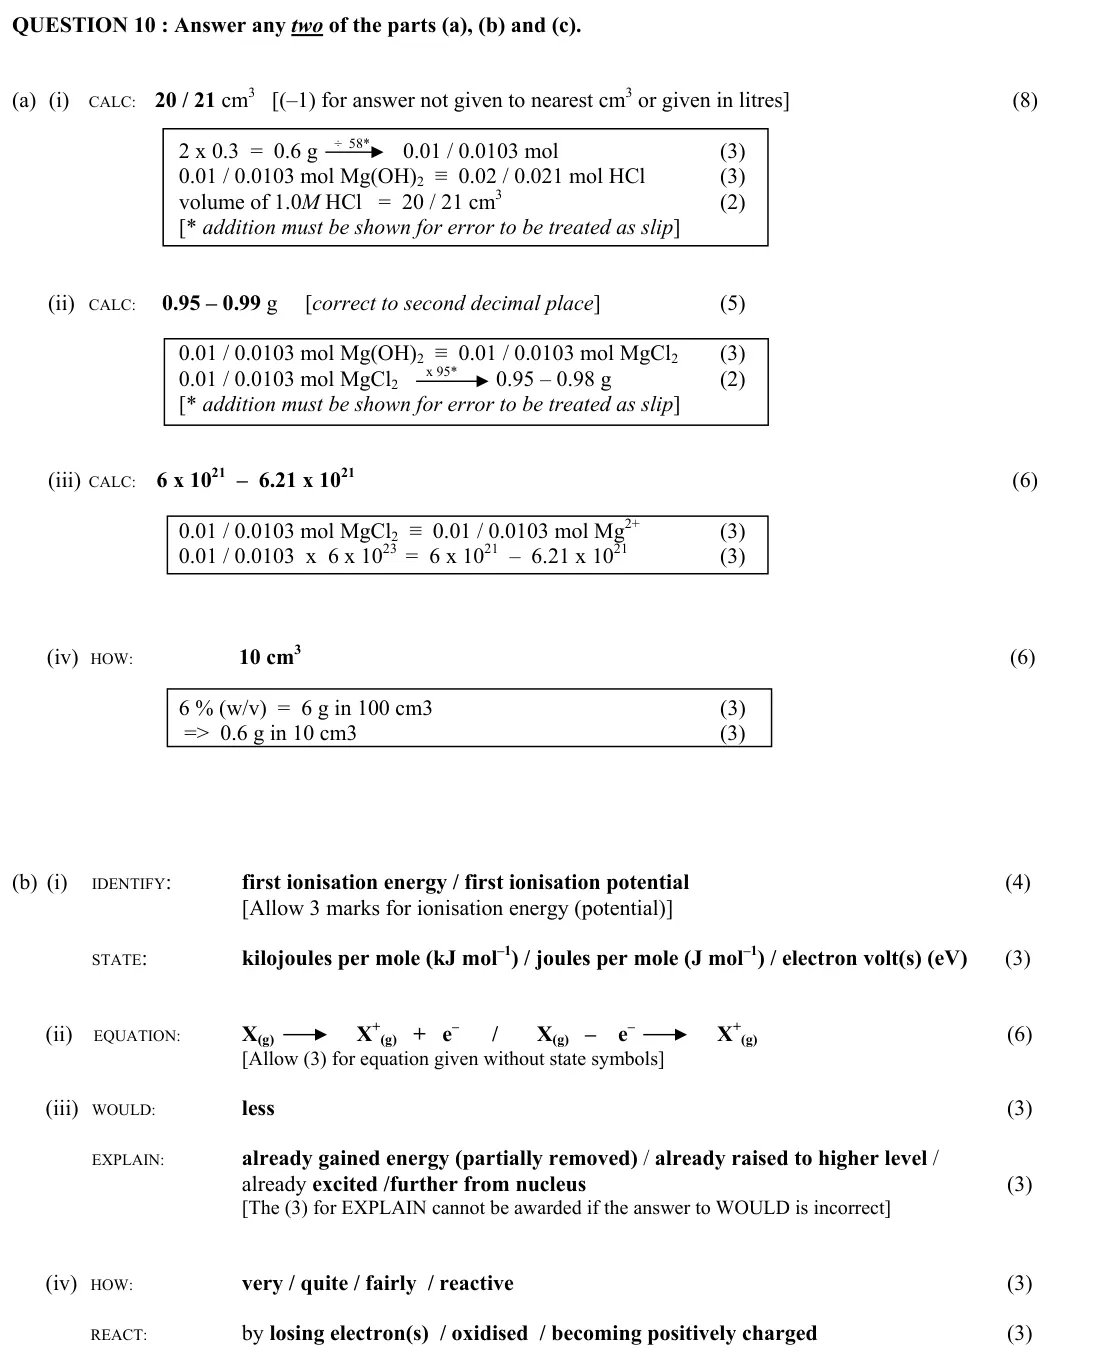 QUESTION 10 : Answer any two of the parts (a), (b) and (c).
(a) (i) CALC: 20 / 21 cm³ [(–1) for answer not given to nearest cm³ or given in litres] (8)
2 x 0.3 = 0.6 g ÷ 58* → 0.01 / 0.0103 mol (3)
0.01 / 0.0103 mol Mg(OH)₂ ≡ 0.02 / 0.021 mol HCl (3)
volume of 1.0M HCl = 20 / 21 cm³ (2)
[* addition must be shown for error to be treated as slip]
(ii) CALC: 0.95 – 0.99 g [correct to second decimal place] (5)
0.01 / 0.0103 mol Mg(OH)₂ ≡ 0.01 / 0.0103 mol MgCl₂ (3)
0.01 / 0.0103 mol MgCl₂ x 95* → 0.95 – 0.98 g (2)
[* addition must be shown for error to be treated as slip]
(iii) CALC: 6 x 10²¹ – 6.21 x 10²¹ (6)
0.01 / 0.0103 mol MgCl₂ ≡ 0.01 / 0.0103 mol Mg²⁺ (3)
0.01 / 0.0103 x 6 x 10²³ = 6 x 10²¹ – 6.21 x 10²¹ (3)
(iv) HOW: 10 cm³ (6)
6 % (w/v) = 6 g in 100 cm3 (3)
=> 0.6 g in 10 cm3 (3)
(b) (i) IDENTIFY: first ionisation energy / first ionisation potential (4)
[Allow 3 marks for ionisation energy (potential)]
STATE: kilojoules per mole (kJ mol⁻¹) / joules per mole (J mol⁻¹) / electron volt(s) (eV) (3)
(ii) EQUATION: X₍g₎ → X⁺₍g₎ + e⁻ / X₍g₎ – e⁻ → X⁺₍g₎ (6)
[Allow (3) for equation given without state symbols]
(iii) WOULD: less (3)
EXPLAIN: already gained energy (partially removed) / already raised to higher level /
already excited /further from nucleus (3)
[The (3) for EXPLAIN cannot be awarded if the answer to WOULD is incorrect]
(iv) HOW: very / quite / fairly / reactive (3)
REACT: by losing electron(s) / oxidised / becoming positively charged (3)